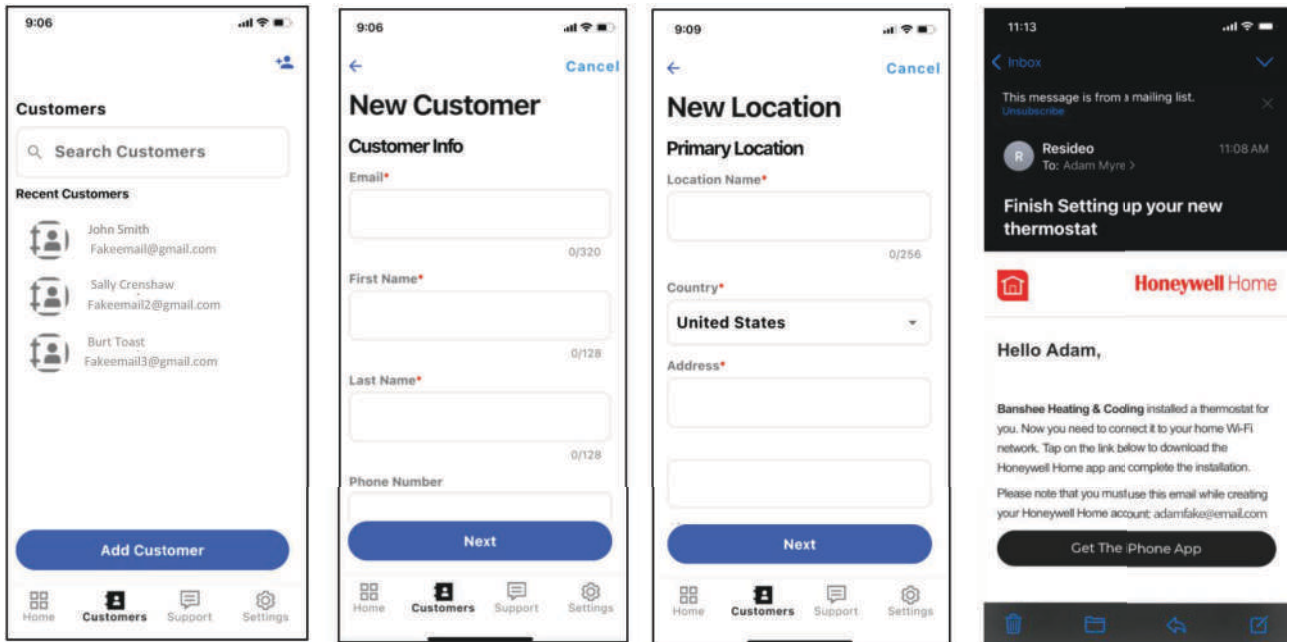 9:06
Customers
Search Customers
Recent Customers
John Smith
Fakeemail@gmail.com
Sally Crenshaw
Fakeemail2@gmail.com
Burt Toast
Fakeemail3@gmail.com
Add Customer
Home
Customers
Support
Settings
9:06
Cancel
New Customer
Customer Info
Email*
0/320
First Name*
0/128
Last Name*
0/128
Phone Number
Next
Home
Customers
Support
Settings
9:09
Cancel
New Location
Primary Location
Location Name*
0/256
Country*
United States
Address*
Next
Home
Customers
Support
Settings
11:13
Inbox
This message is from a mailing list.
Unsubscribe
R
Resideo
11:08 AM
To: Adam Myre >
Finish Setting up your new
thermostat
Honeywell Home
Hello Adam,
Banshee Heating & Cooling installed a thermostat for
you. Now you need to connect it to your home Wi-Fi
network. Tap on the link below to download the
Honeywell Home app and complete the installation.
Please note that you must use this email while creating
your Honeywell Home account: adamfake@email.com
Get The iPhone App